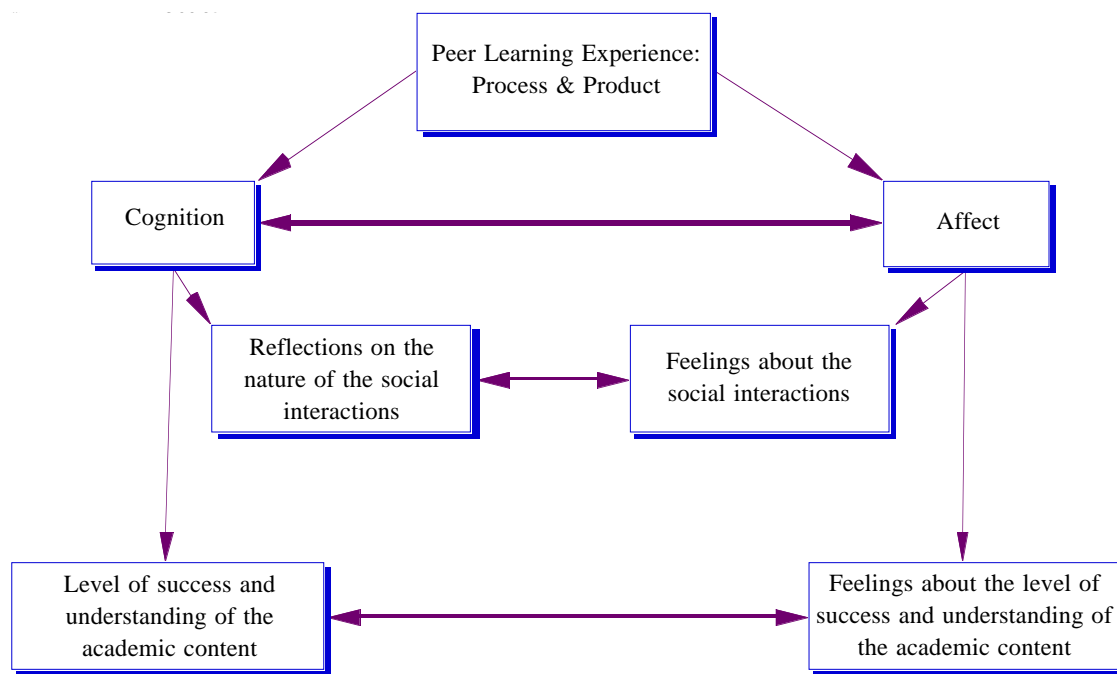 Peer Learning Experience:
Process & Product
Cognition
Affect
Reflections on the
nature of the social
interactions
Feelings about the
social interactions
Level of success and
understanding of the
academic content
Feelings about the level of
success and understanding of
the academic content